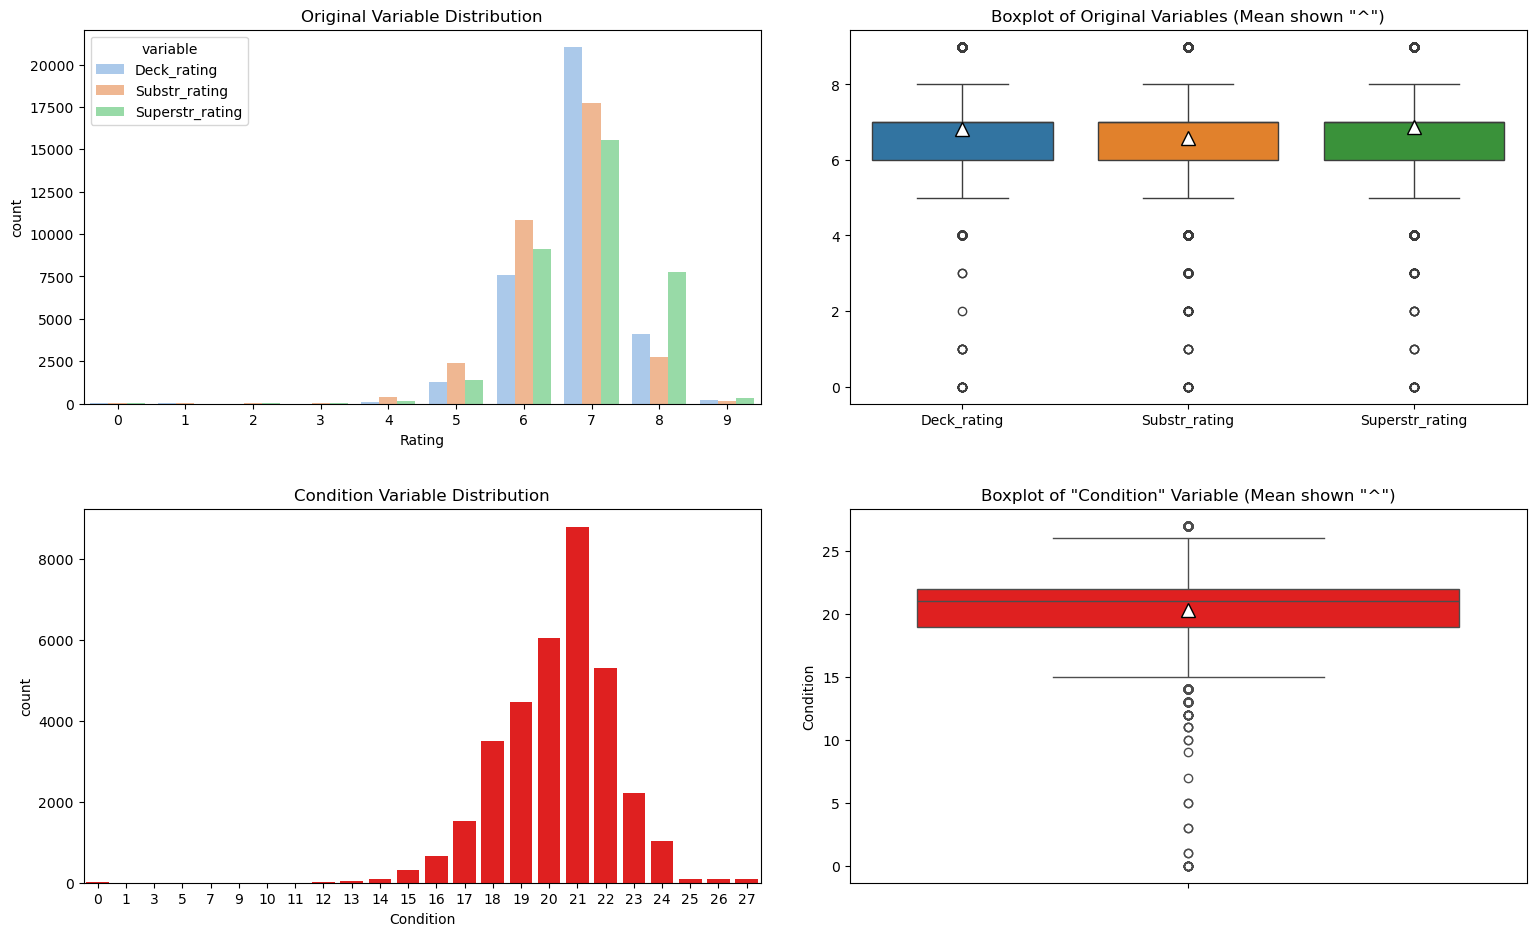 Original Variable Distribution
variable
Deck_rating
Substr_rating
Superstr_rating
count
20000
17500
15000
12500
10000
7500
5000
2500
0
0 1 2 3 4 5 6 7 8 9
Rating
Boxplot of Original Variables (Mean shown "^")
8
6
4
2
0
Deck_rating Substr_rating Superstr_rating
Condition Variable Distribution
count
8000
6000
4000
2000
0
0 1 3 5 7 9 10 11 12 13 14 15 16 17 18 19 20 21 22 23 24 25 26 27
Condition
Boxplot of "Condition" Variable (Mean shown "^")
Condition
25
20
15
10
5
0